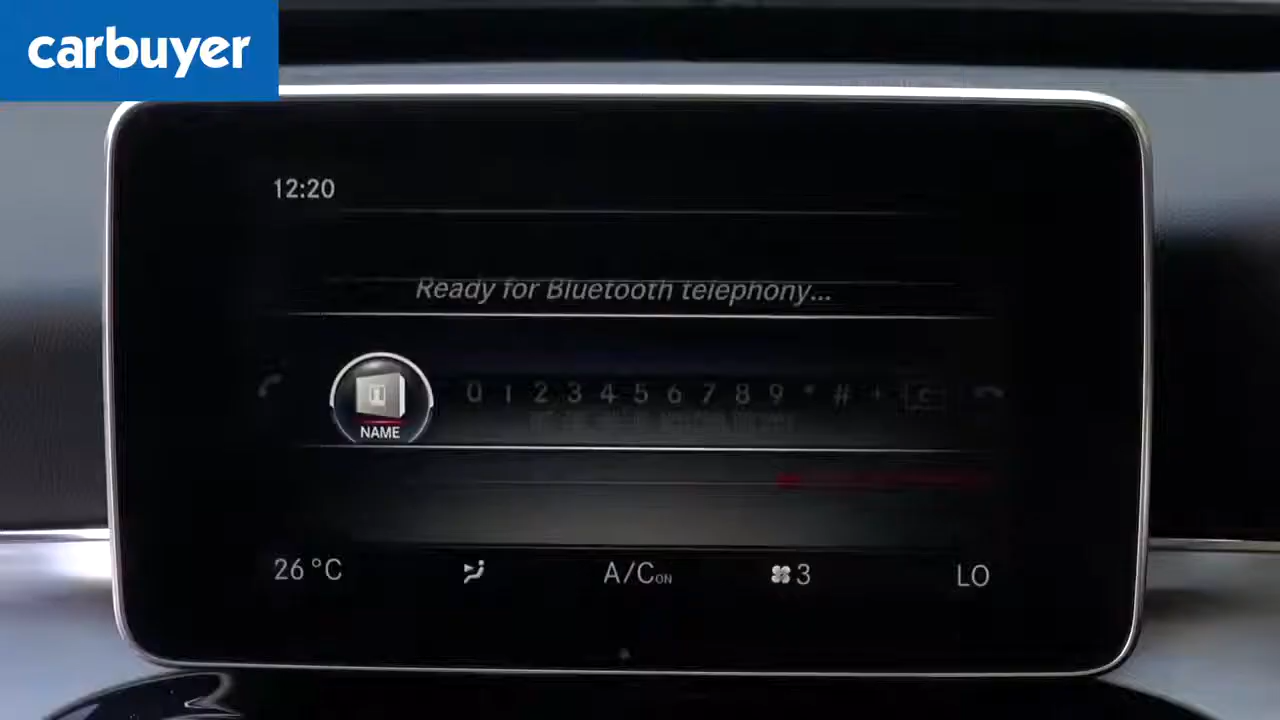 carbuyer
12:20
Ready for Bluetooth telephony...
NAME 0 1 2 3 4 5 6 7 8 9 * # +
26 °C A/C ON 3 LO